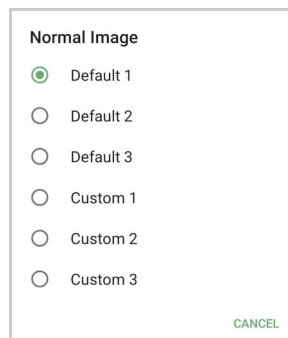 Normal Image
Default 1
Default 2
Default 3
Custom 1
Custom 2
Custom 3
CANCEL